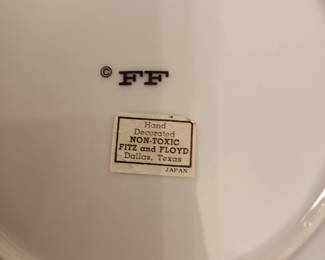 © FF
Hand
Decorated
NON-TOXIC
FITZ and FLOYD
Dallas, Texas
JAPAN